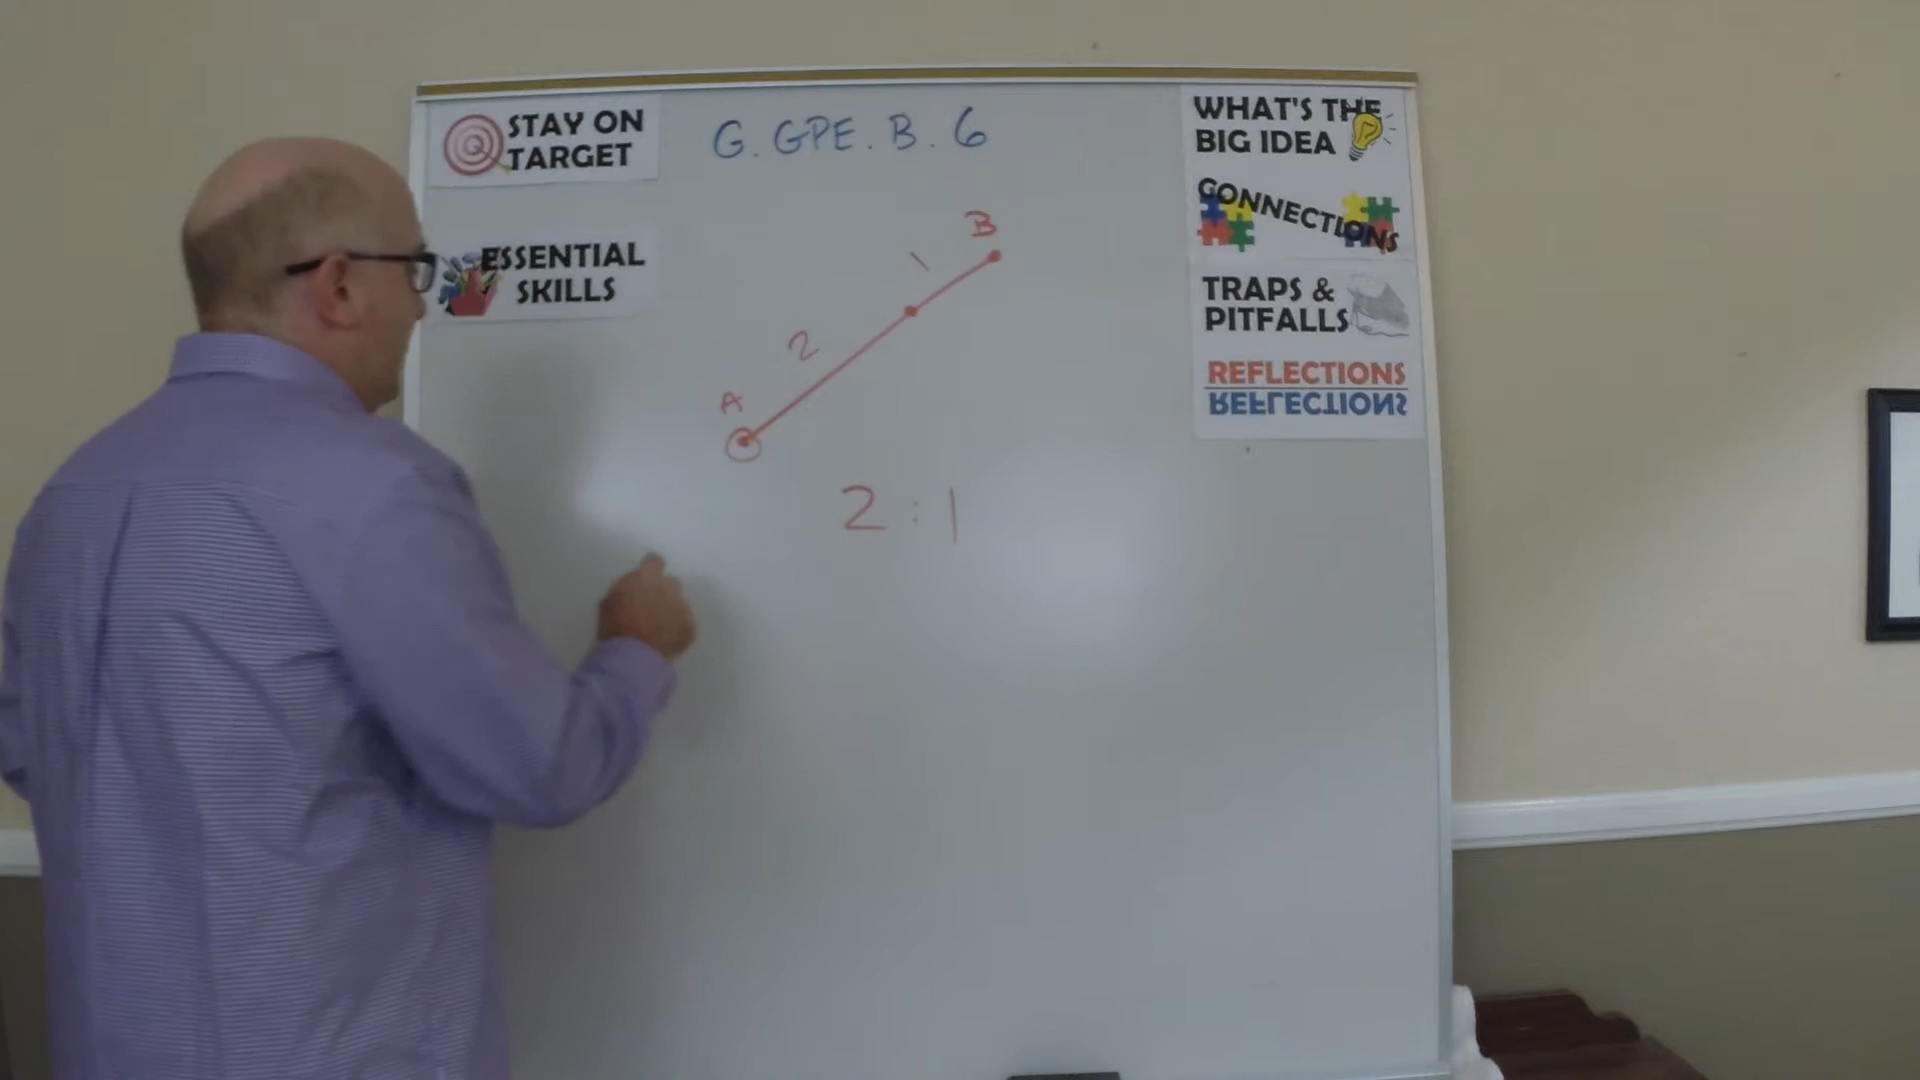 STAY ON
TARGET
G. GPE. B. 6
WHAT'S THE
BIG IDEA
CONNECTIONS
ESSENTIAL
SKILLS
TRAPS &
PITFALLS
REFLECTIONS
REFLECTIONS
B
1
2
A
2 : 1